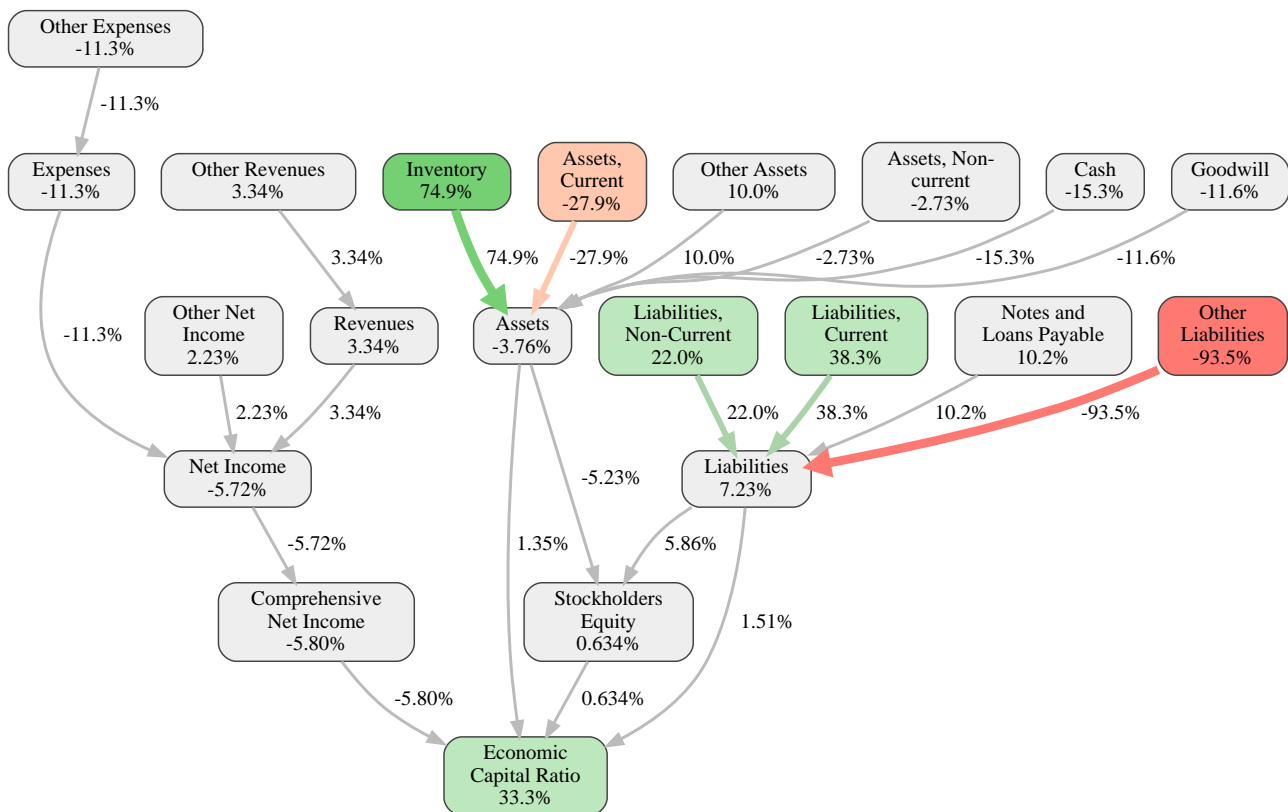 Other Expenses
-11.3%
-11.3%
Expenses
-11.3%
Other Revenues
3.34%
Inventory
74.9%
Assets,
Current
-27.9%
Other Assets
10.0%
Assets, Non-
current
-2.73%
Cash
-15.3%
Goodwill
-11.6%
3.34%
74.9%
-27.9%
10.0%
-2.73%
-15.3%
-11.6%
-11.3%
Other Net
Income
2.23%
Revenues
3.34%
Assets
-3.76%
Liabilities,
Non-Current
22.0%
Liabilities,
Current
38.3%
Notes and
Loans Payable
10.2%
Other
Liabilities
-93.5%
2.23%
3.34%
22.0%
38.3%
10.2%
-93.5%
Net Income
-5.72%
-5.23%
Liabilities
7.23%
-5.72%
1.35%
5.86%
Comprehensive
Net Income
-5.80%
Stockholders
Equity
0.634%
1.51%
-5.80%
0.634%
Economic
Capital Ratio
33.3%